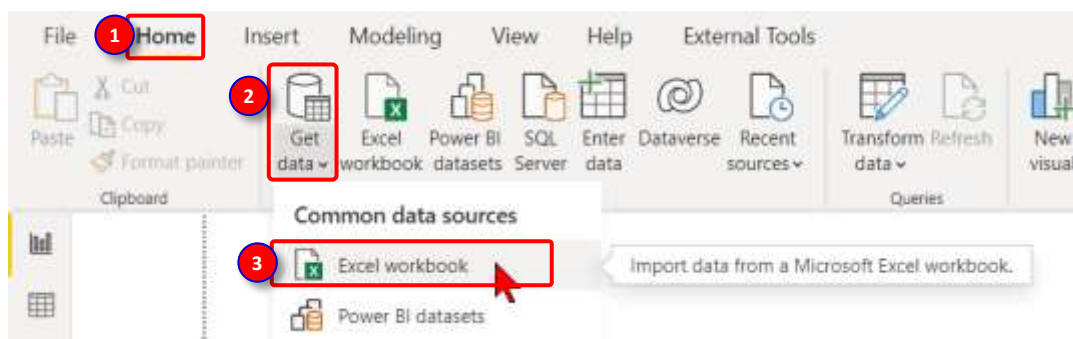 File 1 Home Insert Modeling View Help External Tools
2
Cut
Copy
Format painter
Paste
Clipboard
Get data
Excel workbook
Power BI datasets
SQL Server
Enter data
Dataverse
Recent sources
Transform data
Refresh
Queries
New visual
Common data sources
3 Excel workbook
Import data from a Microsoft Excel workbook.
Power BI datasets